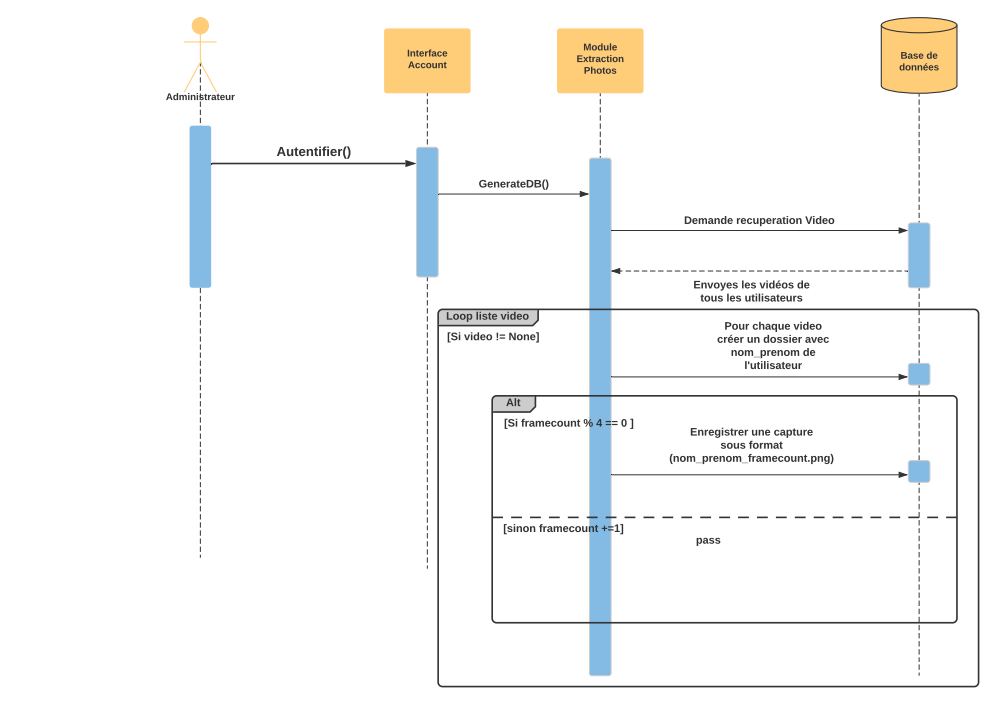 Administrateur
Interface
Account
Module
Extraction
Photos
Base de
données
Autentifier()
GenerateDB()
Demande recuperation Video
Envoyes les vidéos de
tous les utilisateurs
Loop liste video
[Si video != None]
Pour chaque video
créer un dossier avec
nom_prenom de
l'utilisateur
Alt
[Si framecount % 4 == 0 ]
Enregistrer une capture
sous format
(nom_prenom_framecount.png)
[sinon framecount +=1]
pass